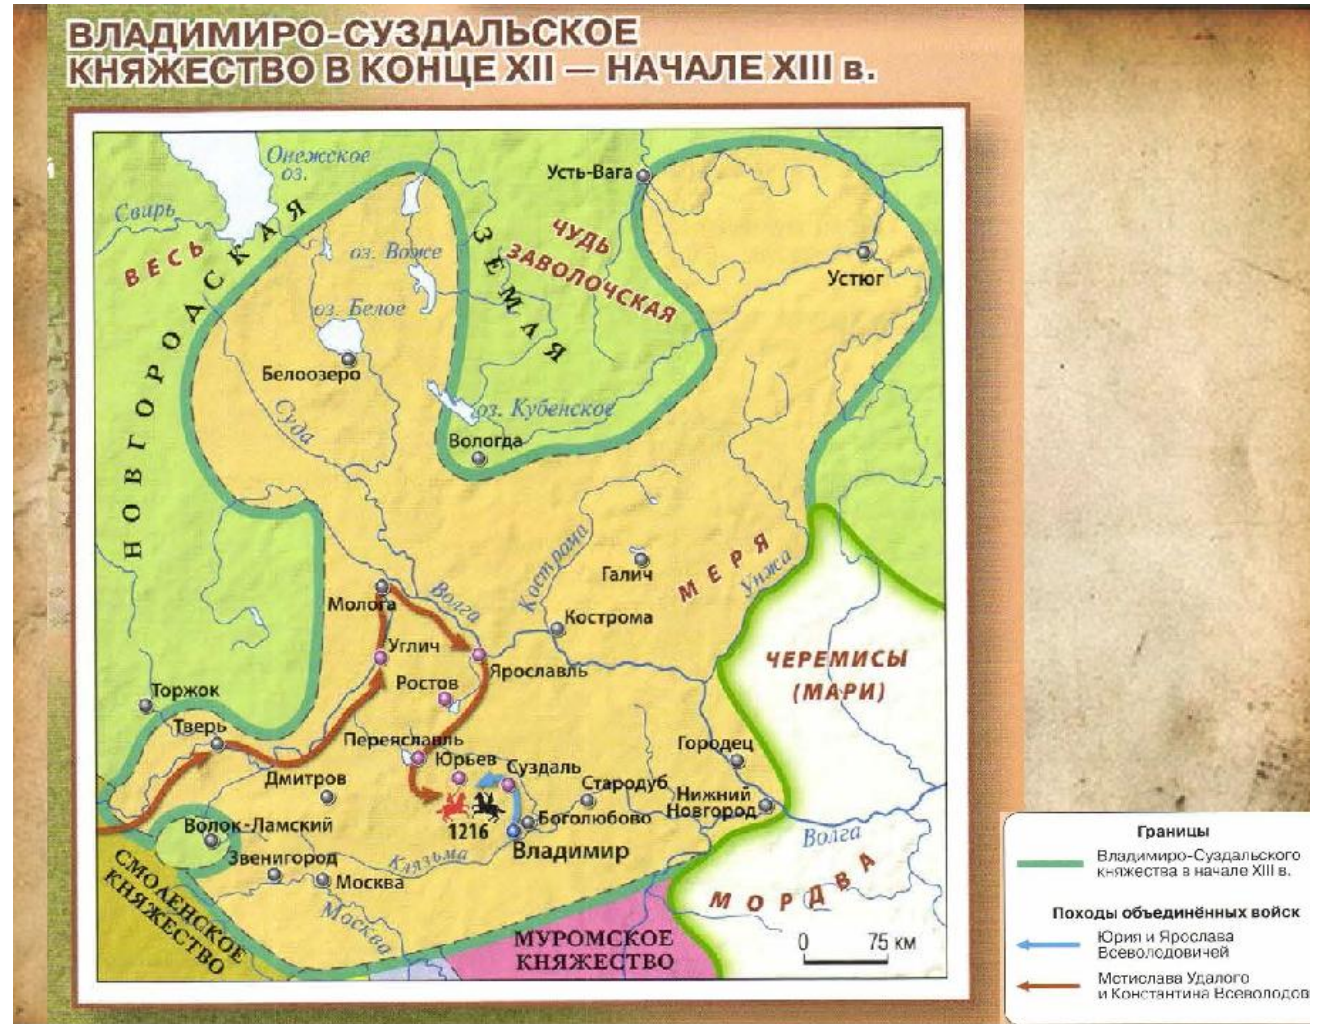 ВЛАДИМИРО-СУЗДАЛЬСКОЕ
КНЯЖЕСТВО В КОНЦЕ XII — НАЧАЛЕ XIII в.
й
Онежское
оз.
Усть-Вага
Свирь
ВЕСЬ
НОВГОРОДСКАЯ
ЗЕМЛЯ
ЧУДЬ
ЗАВОЛОЧСКАЯ
оз. Воже
Устюг
оз. Белое
Белоозеро
оз. Кубенское
Суда
Вологда
Кострома
МЕРЯ
Унжа
Галич
Молога
Волга
Кострома
Углич
ЧЕРЕМИСЫ
(МАРИ)
Ярославль
Ростов
Торжок
Тверь
Переяславль
Городец
Юрьев
Суздаль
Дмитров
Стародуб
Нижний
Новгород
Боголюбово
Волок-Ламский
1216
Волга
Владимир
Клязьма
Звенигород
Москва
СМОЛЕНСКОЕ
КНЯЖЕСТВО
МОРДВА
Москва
МУРОМСКОЕ
КНЯЖЕСТВО
0 75 км
Границы
Владимиро-Суздальского
княжества в начале XIII в.
Походы объединённых войск
Юрия и Ярослава
Всеволодовичей
Мстислава Удалого
и Константина Всеволодов